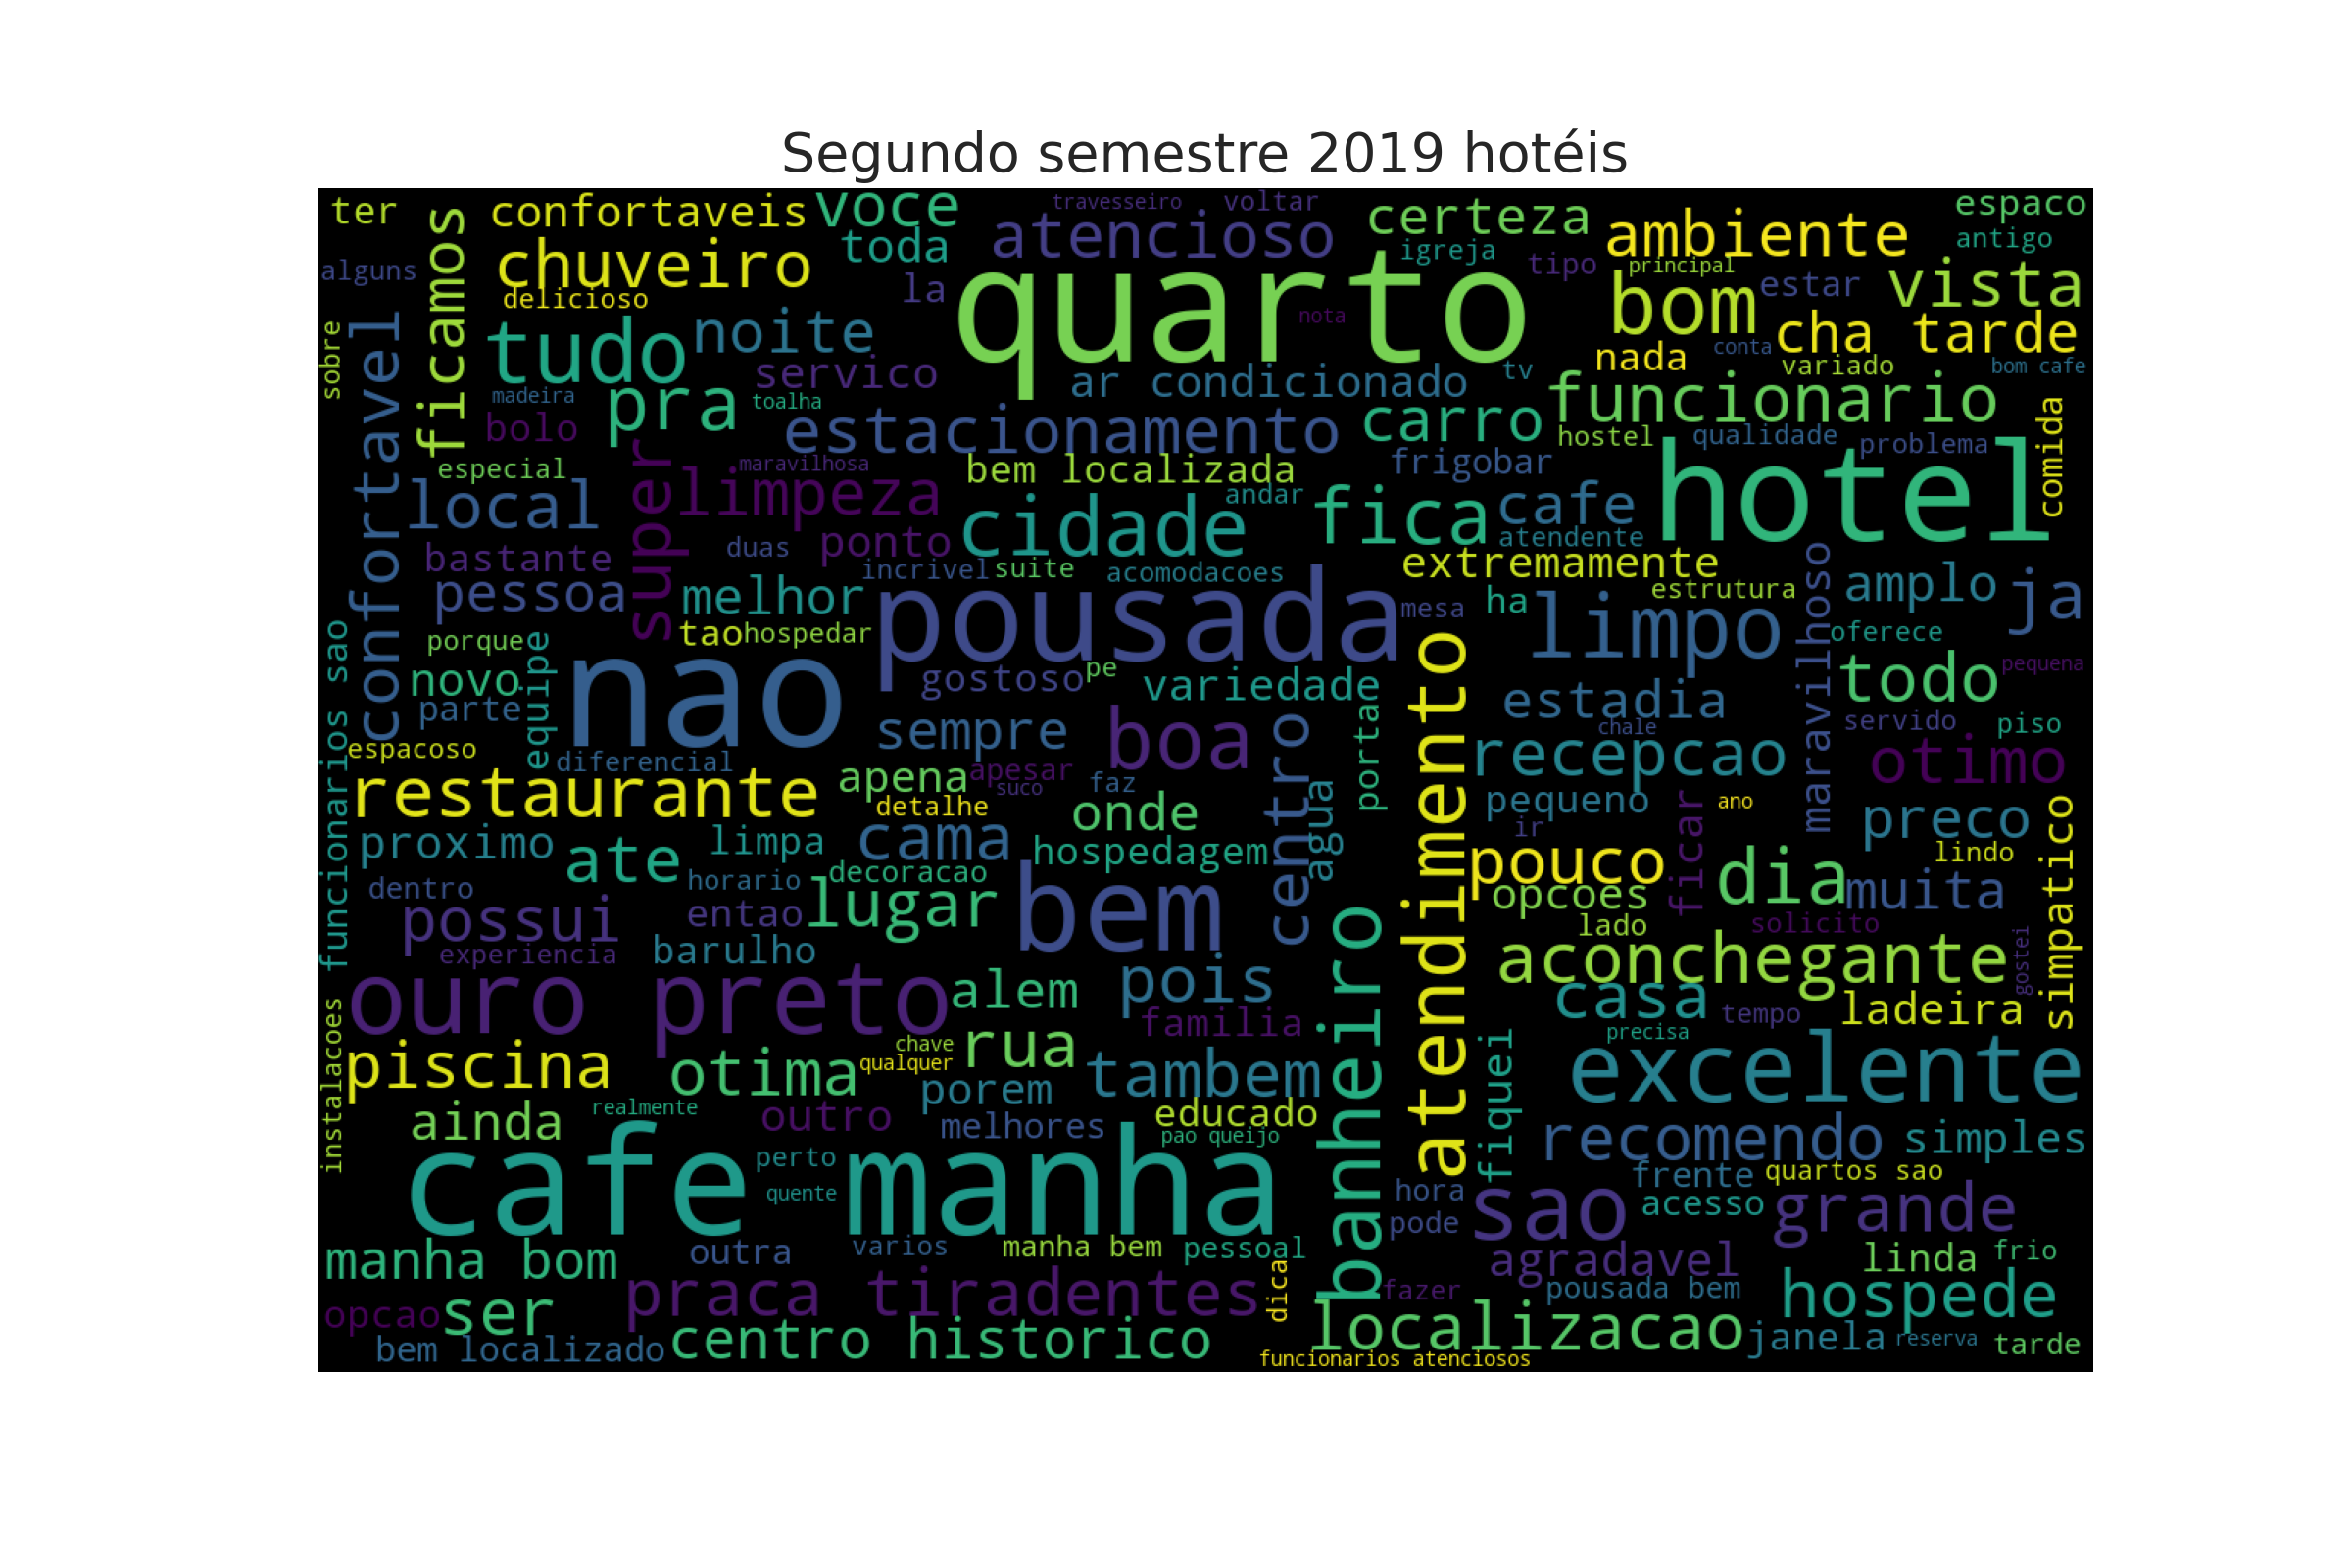 Segundo semestre 2019 hotéis
ter
confortaveis
voce
travesseiro
voltar
certeza
espaco
ficamos
chuveiro
toda
atencioso
igreja
ambiente
antigo
alguns
delicioso
la
quarto
tipo
principal
bom
estar
vista
sobre
confortavel
tudo
noite
nota
cha tarde
madeira
pra
servico
ar condicionado
tv
nada
conta
variado
bom cafe
bolo
toalha
estacionamento
carro
funcionario
comida
especial
super
maravilhosa
bem localizada
frigobar
hostel
qualidade
problema
hotel
local
limpeza
andar
cidade
fica
cafe
atendente
bastante
duas
ponto
incrivel
suite
acomodacoes
extremamente
maravilhoso
amplo
ja
pessoa
melhor
pousada
mesa
ha
estrutura
limpo
oferece
funcionarios sao
porque
equipe
tao
hospedar
nao
gostoso
pe
variedade
atendimento
todo
pequena
novo
parte
sempre
boa
centro
portao
estadia
chale
servido
piso
espacoso
diferencial
recepcao
otimo
restaurante
apena
apesar
suco
faz
pequeno
ano
ficar
preco
simpatico
detalhe
onde
agua
ir
proximo
ate
limpa
cama
hospedagem
pouco
dia
lindo
dentro
horario
decoracao
bem
opcoes
muita
possui
entao
lugar
lado
solicito
gostei
experiencia
barulho
banheiro
aconchegante
ouro preto
alem
pois
casa
ladeira
instalacoes
familia
tempo
piscina
otima
chave
qualquer
rua
fiquei
precisa
excelente
porem
tambem
ainda
realmente
outro
melhores
educado
pao queijo
recomendo
simples
cafe manha
perto
quente
hora
frente
quartos sao
pode
sao
acesso
grande
manha bom
outra
varios
manha bem
pessoal
dica
agradavel
linda
frio
opcao
ser
praca tiradentes
fazer
pousada bem
hospede
bem localizado
centro historico
localizacao
janela
reserva
tarde
funcionarios atenciosos